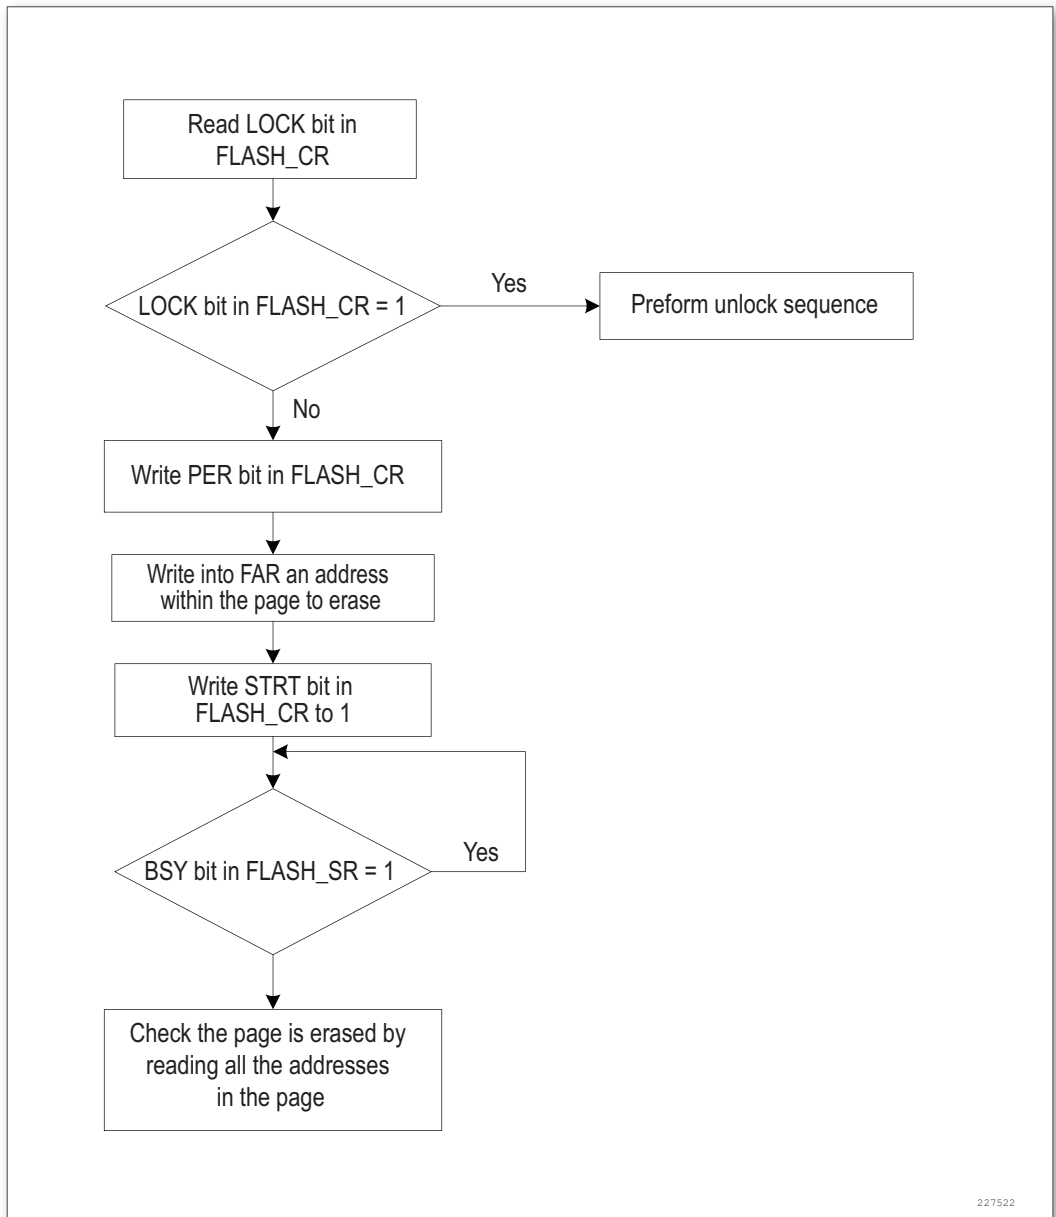 Read LOCK bit in
FLASH_CR
LOCK bit in FLASH_CR = 1
Yes
Preform unlock sequence
No
Write PER bit in FLASH_CR
Write into FAR an address
within the page to erase
Write STRT bit in
FLASH_CR to 1
BSY bit in FLASH_SR = 1
Yes
Check the page is erased by
reading all the addresses
in the page
227522